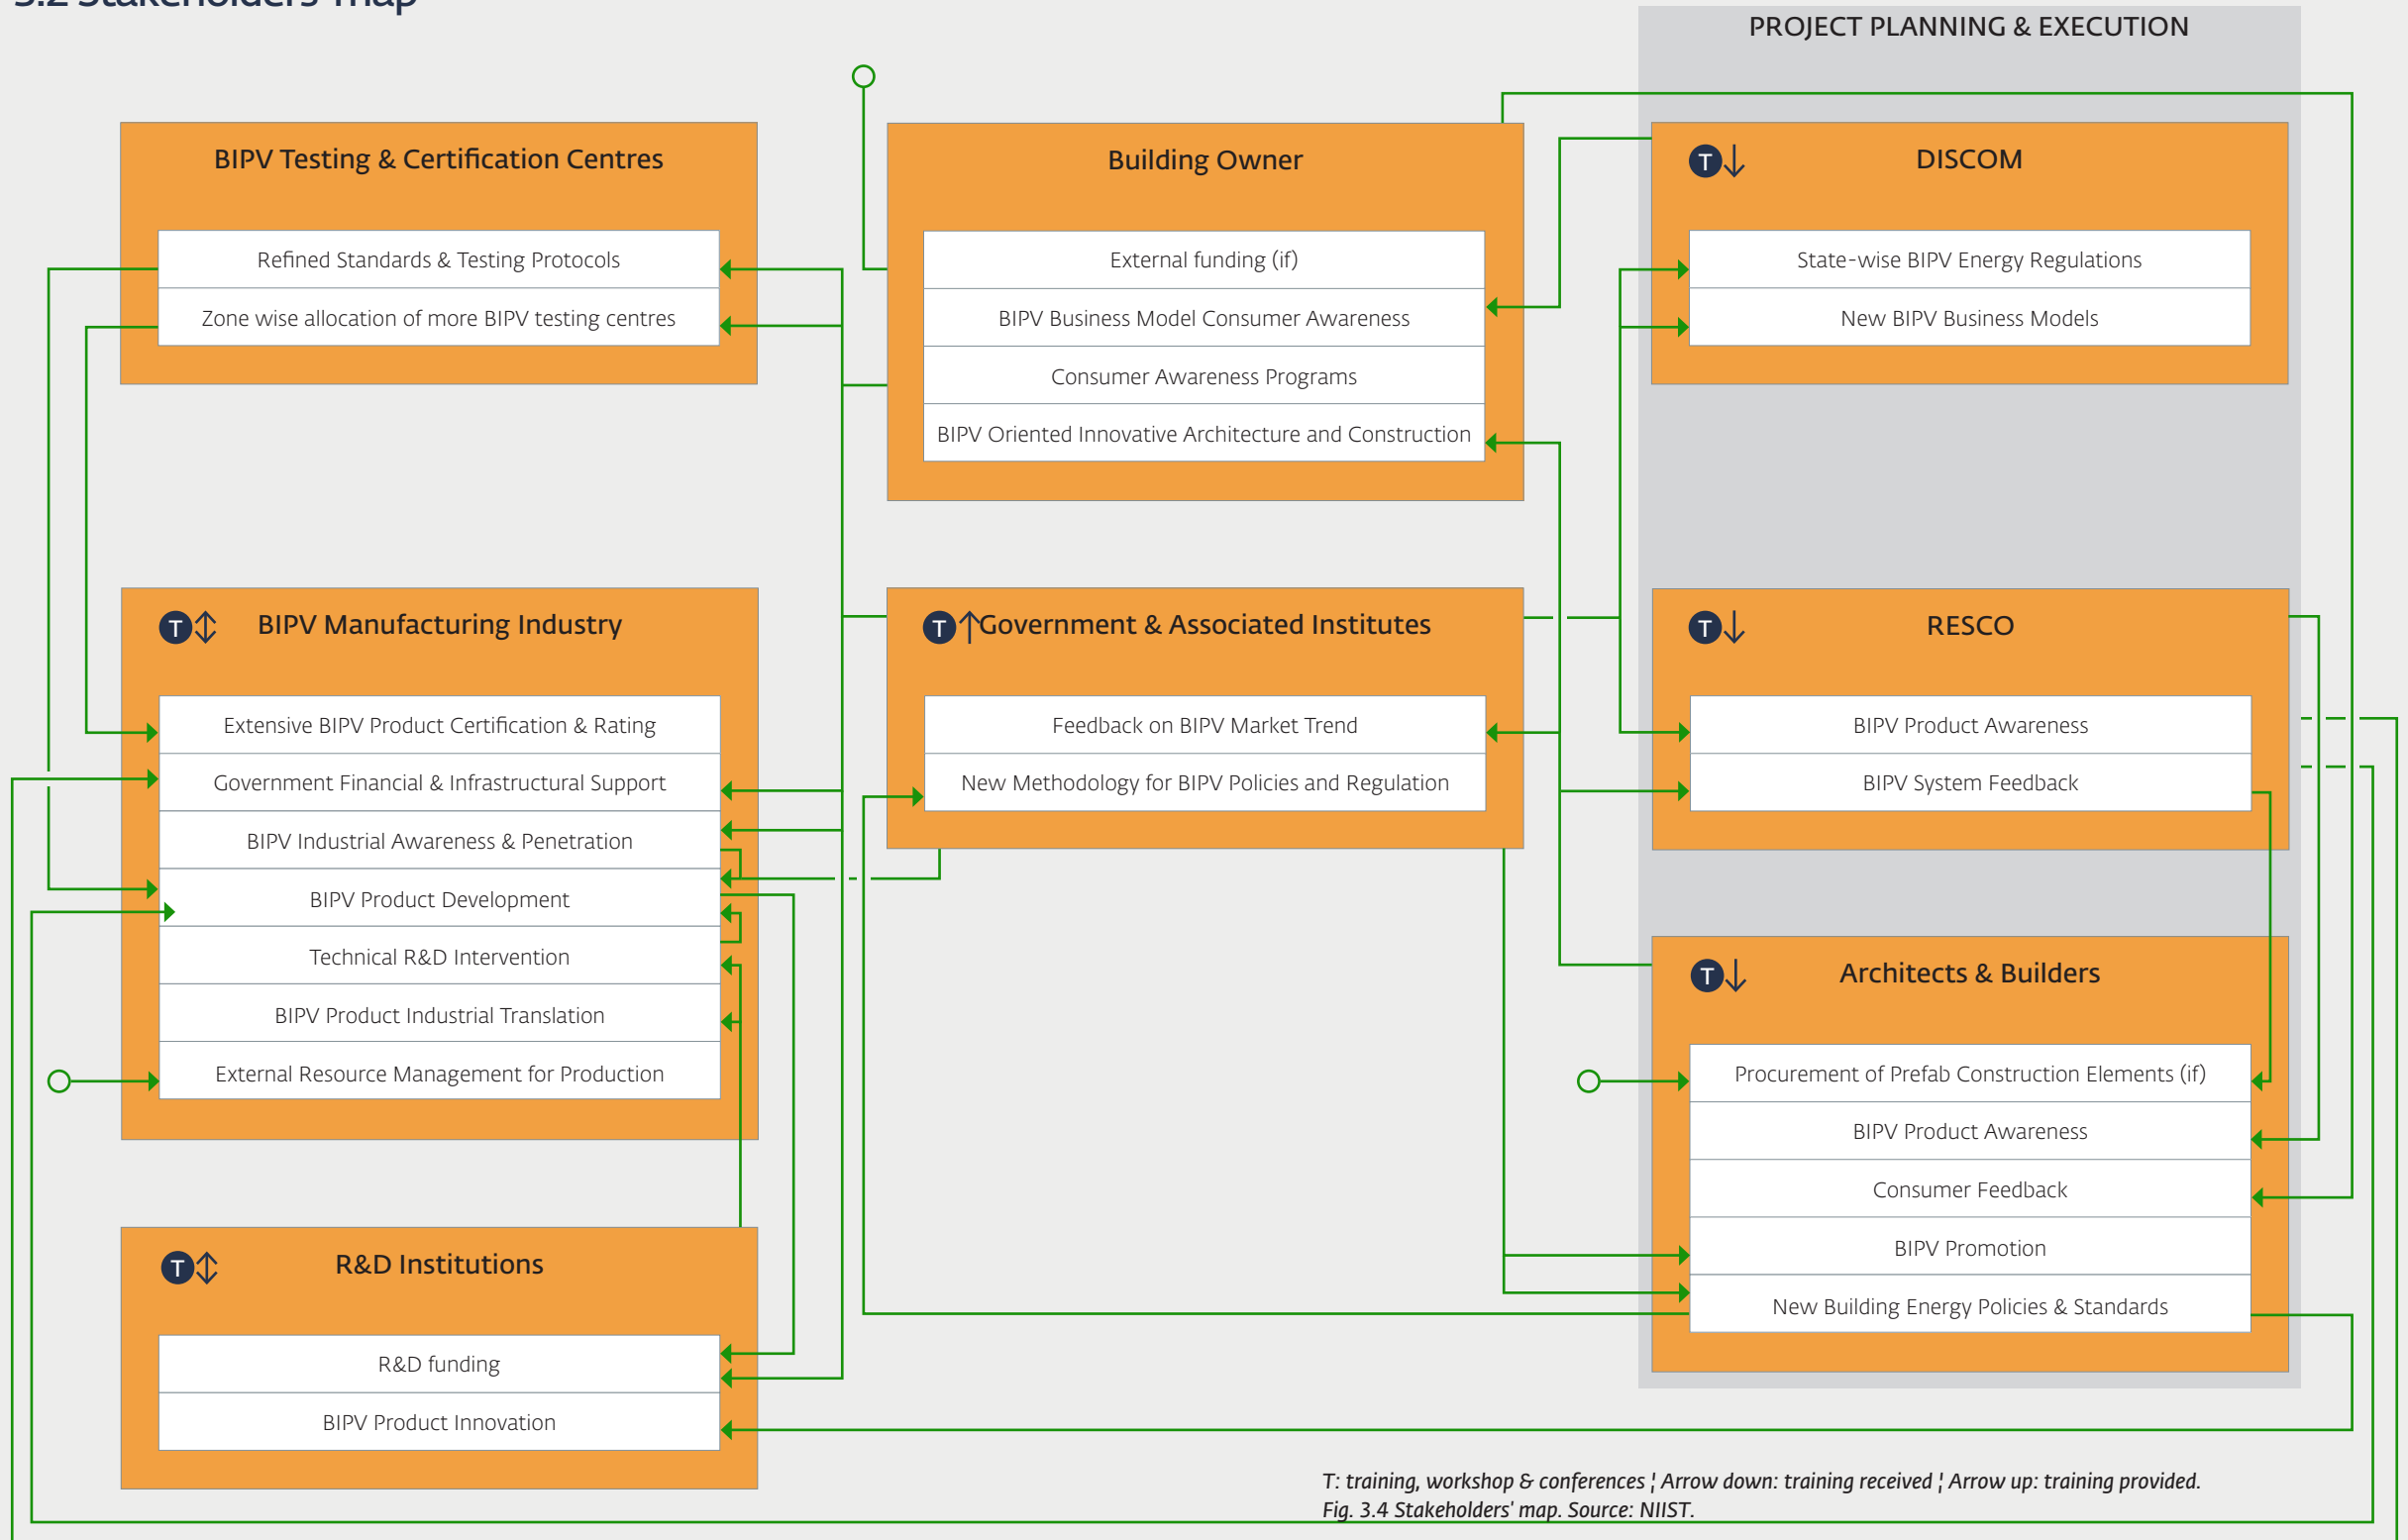 3.2 Stakeholders' map
PROJECT PLANNING & EXECUTION
BIPV Testing & Certification Centres
Refined Standards & Testing Protocols
Zone wise allocation of more BIPV testing centres
Building Owner
External funding (if)
BIPV Business Model Consumer Awareness
Consumer Awareness Programs
BIPV Oriented Innovative Architecture and Construction
T DISCOM
State-wise BIPV Energy Regulations
New BIPV Business Models
T BIPV Manufacturing Industry
Extensive BIPV Product Certification & Rating
Government Financial & Infrastructural Support
BIPV Industrial Awareness & Penetration
BIPV Product Development
Technical R&D Intervention
BIPV Product Industrial Translation
External Resource Management for Production
T Government & Associated Institutes
Feedback on BIPV Market Trend
New Methodology for BIPV Policies and Regulation
T RESCO
BIPV Product Awareness
BIPV System Feedback
T Architects & Builders
Procurement of Prefab Construction Elements (if)
BIPV Product Awareness
Consumer Feedback
BIPV Promotion
New Building Energy Policies & Standards
T R&D Institutions
R&D funding
BIPV Product Innovation
T: training, workshop & conferences ¦ Arrow down: training received ¦ Arrow up: training provided.
Fig. 3.4 Stakeholders' map. Source: NIIST.